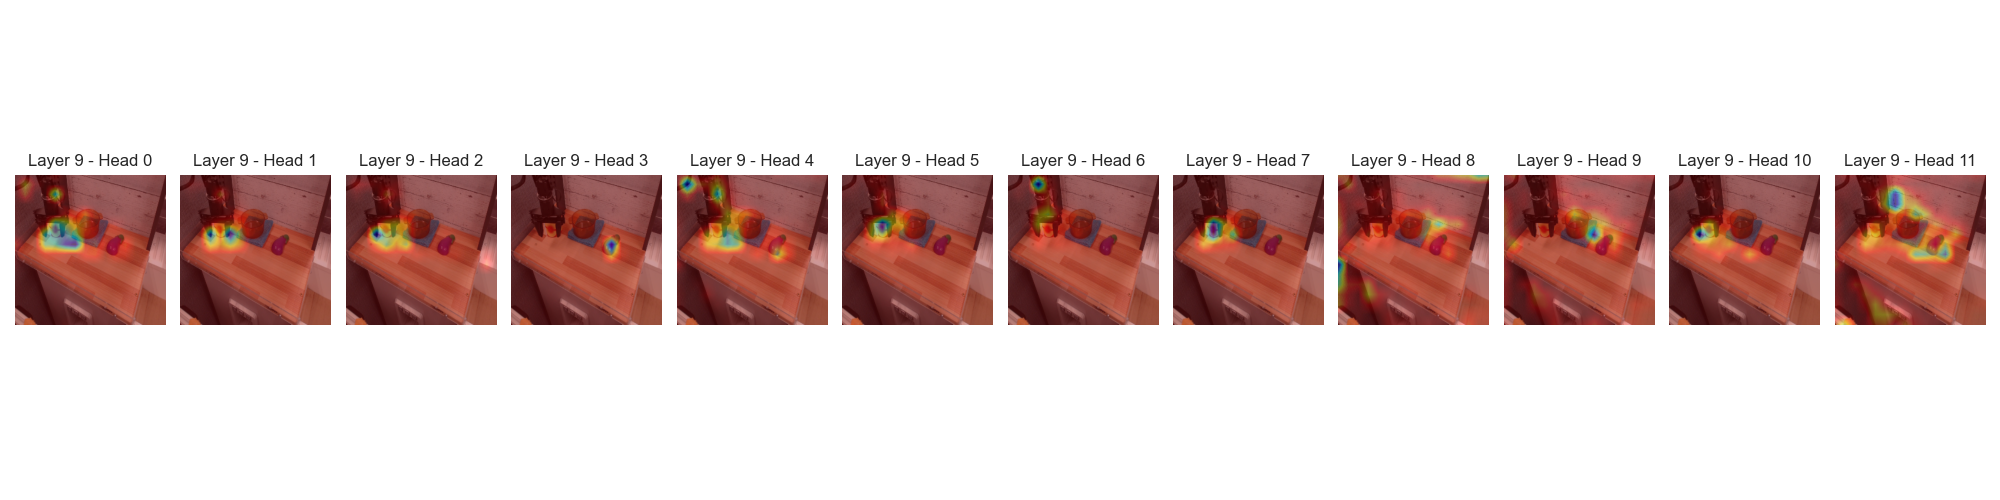 Layer 9 - Head 0
Layer 9 - Head 1
Layer 9 - Head 2
Layer 9 - Head 3
Layer 9 - Head 4
Layer 9 - Head 5
Layer 9 - Head 6
Layer 9 - Head 7
Layer 9 - Head 8
Layer 9 - Head 9
Layer 9 - Head 10
Layer 9 - Head 11